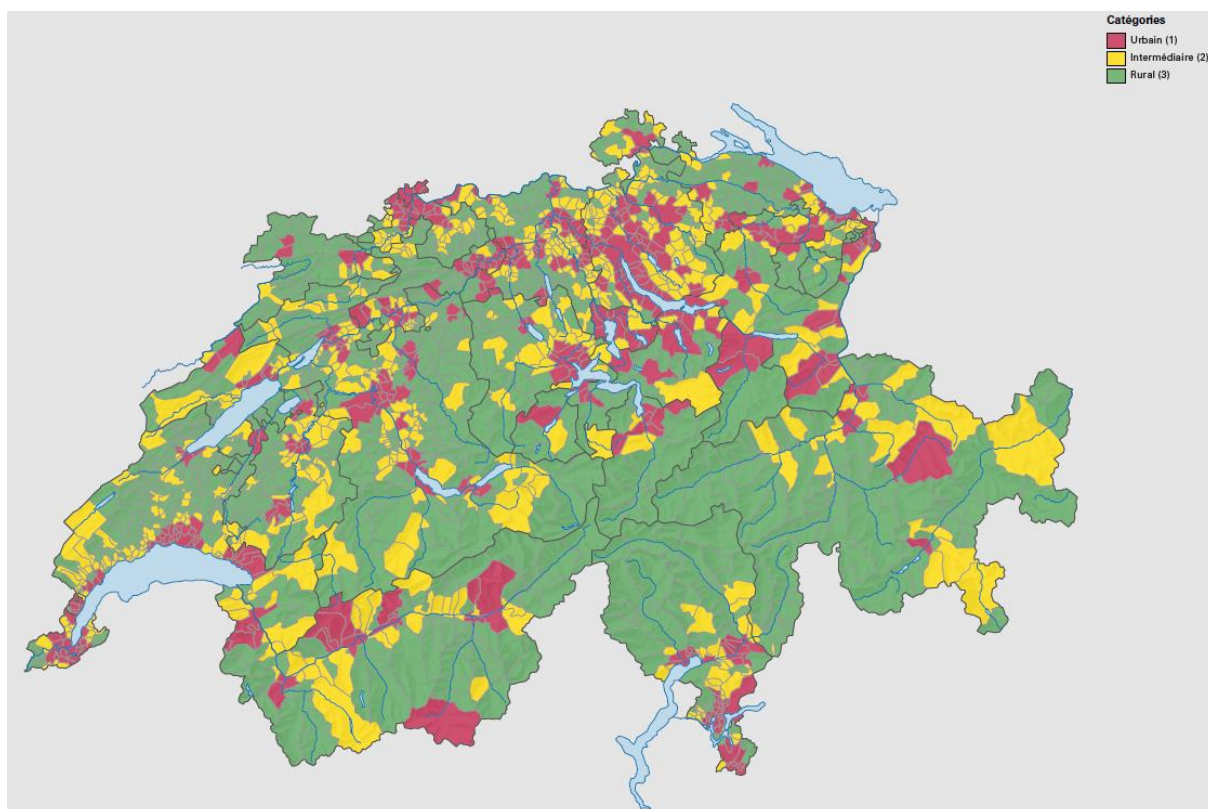 Catégories
Urbain (1)
Intermédiaire (2)
Rural (3)